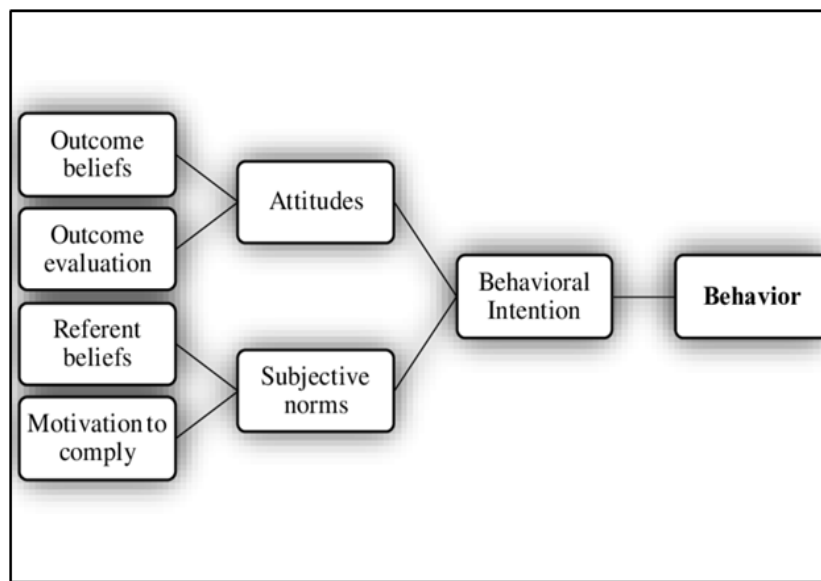 Outcome
beliefs
Outcome
evaluation
Referent
beliefs
Motivation to
comply
Attitudes
Subjective
norms
Behavioral
Intention
Behavior